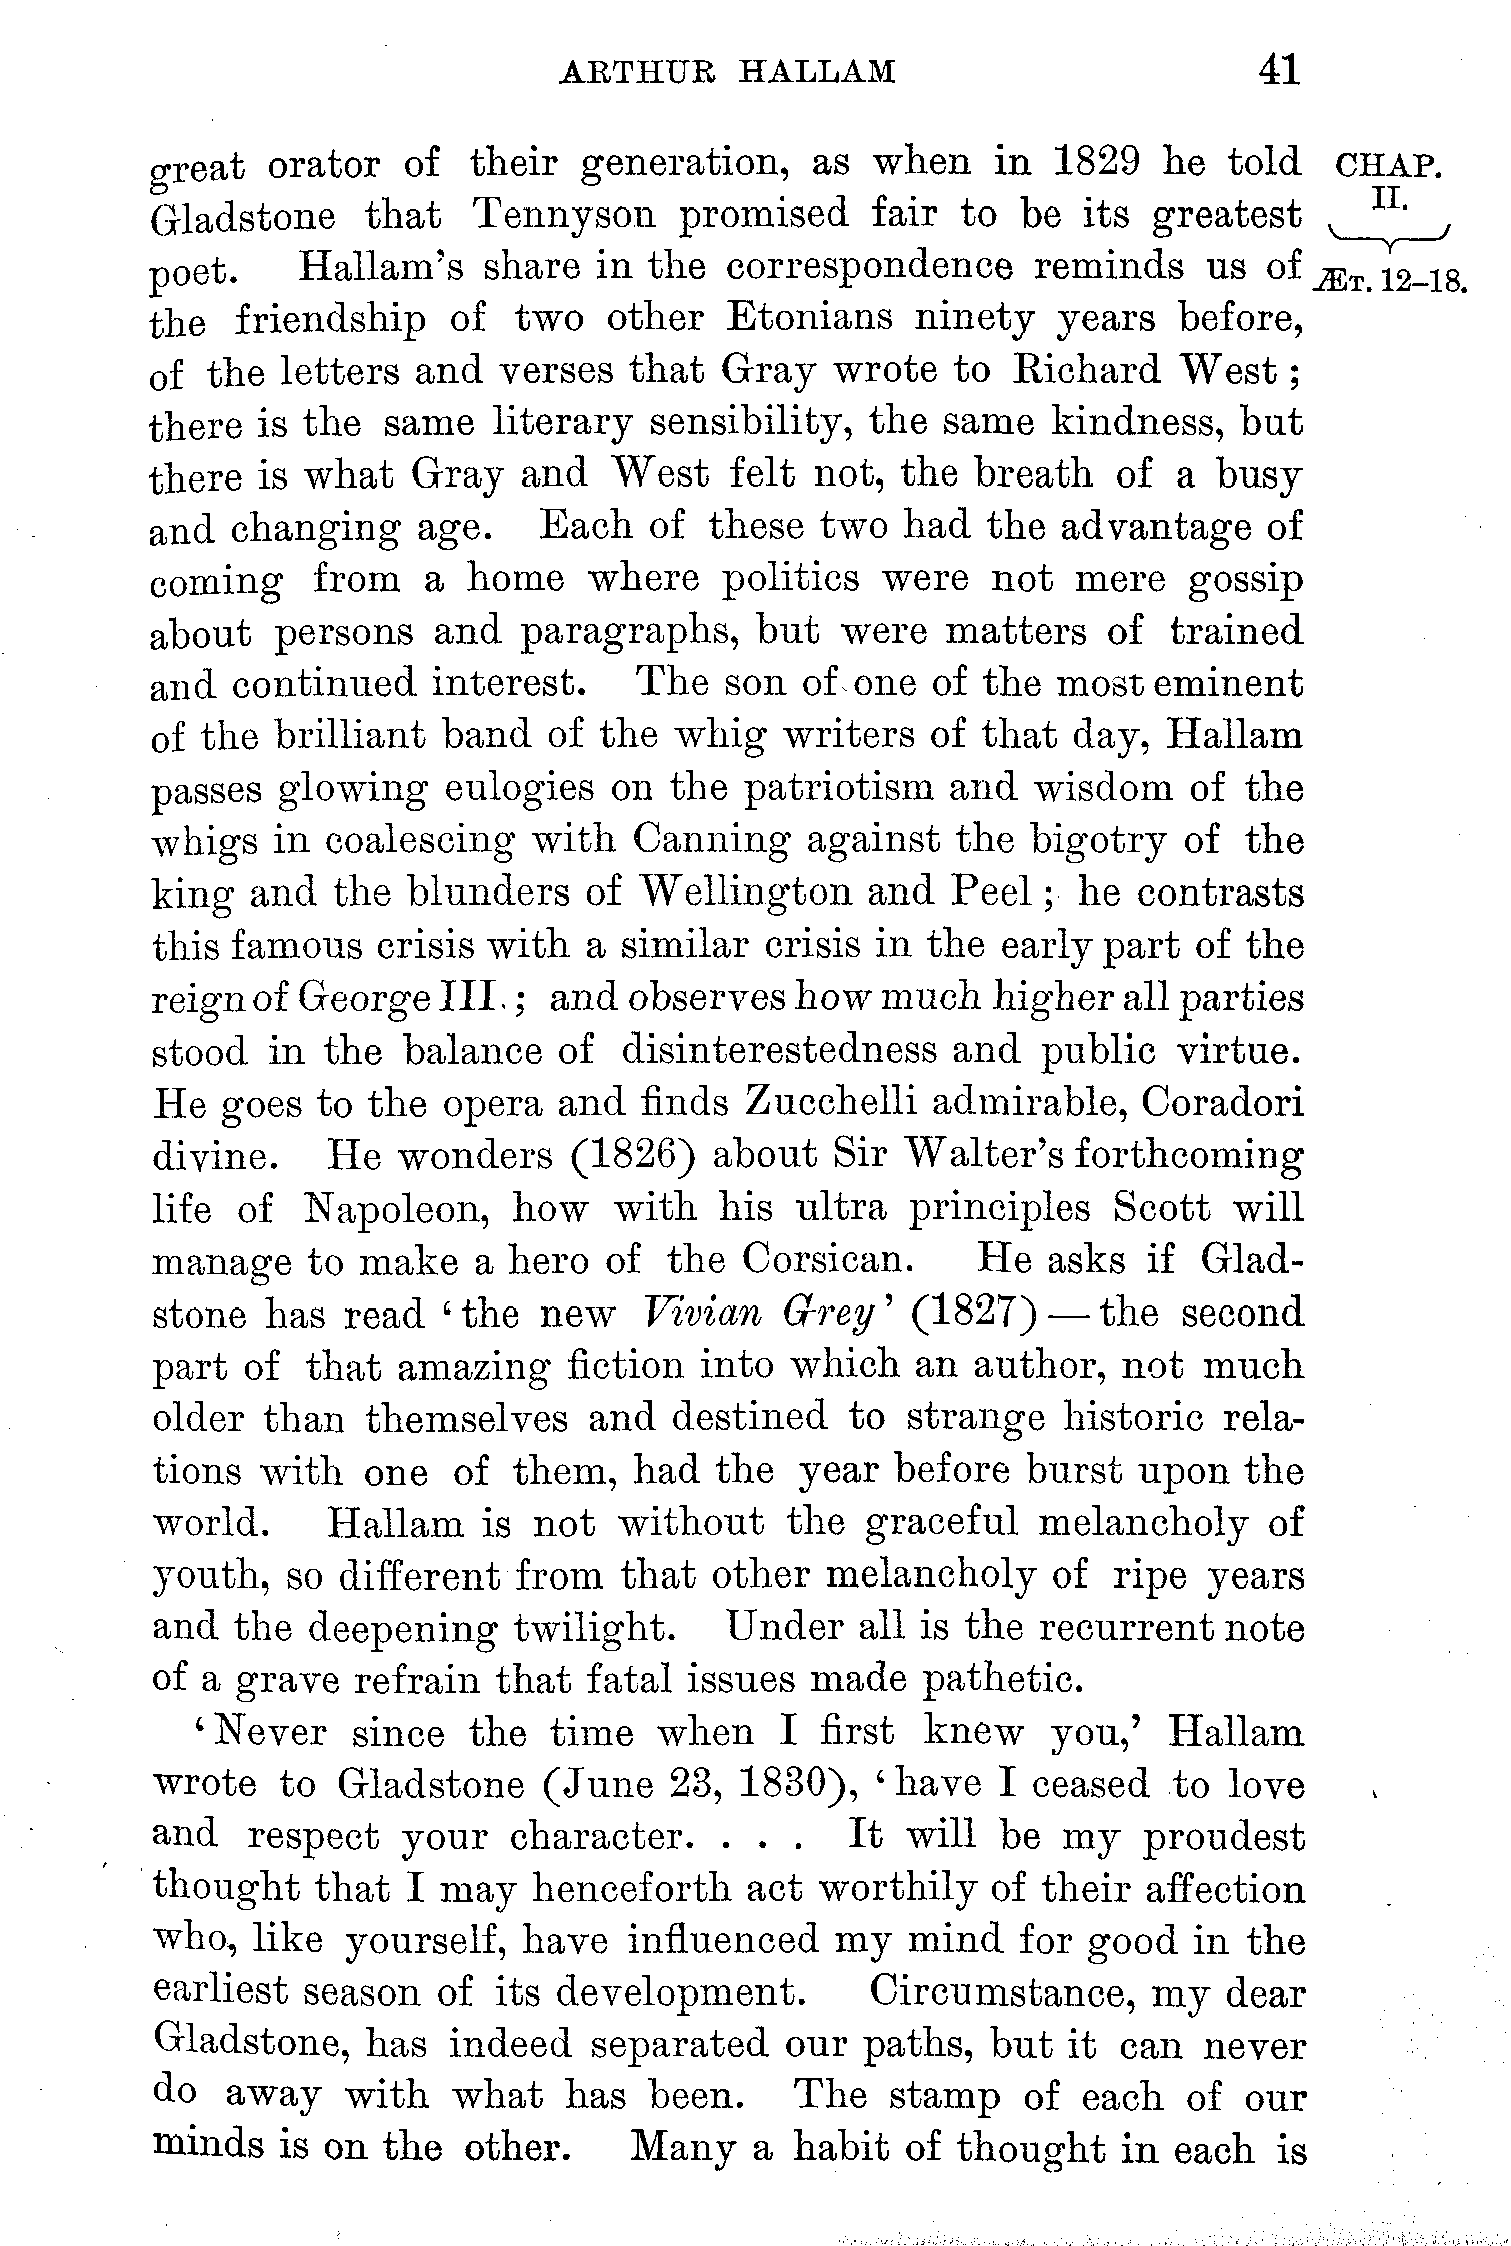 ARTHUR HALLAM 41
great orator of their generation, as when in 1829 he told CHAP.
Gladstone that Tennyson promised fair to be its greatest II.
poet. Hallam's share in the correspondence reminds us of ÆT. 12–18.
the friendship of two other Etonians ninety years before,
of the letters and verses that Gray wrote to Richard West;
there is the same literary sensibility, the same kindness, but
there is what Gray and West felt not, the breath of a busy
and changing age. Each of these two had the advantage of
coming from a home where politics were not mere gossip
about persons and paragraphs, but were matters of trained
and continued interest. The son of one of the most eminent
of the brilliant band of the whig writers of that day, Hallam
passes glowing eulogies on the patriotism and wisdom of the
whigs in coalescing with Canning against the bigotry of the
king and the blunders of Wellington and Peel; he contrasts
this famous crisis with a similar crisis in the early part of the
reign of George III.; and observes how much higher all parties
stood in the balance of disinterestedness and public virtue.
He goes to the opera and finds Zucchelli admirable, Coradori
divine. He wonders (1826) about Sir Walter's forthcoming
life of Napoleon, how with his ultra principles Scott will
manage to make a hero of the Corsican. He asks if Glad-
stone has read 'the new Vivian Grey' (1827) — the second
part of that amazing fiction into which an author, not much
older than themselves and destined to strange historic rela-
tions with one of them, had the year before burst upon the
world. Hallam is not without the graceful melancholy of
youth, so different from that other melancholy of ripe years
and the deepening twilight. Under all is the recurrent note
of a grave refrain that fatal issues made pathetic.
'Never since the time when I first knew you,' Hallam
wrote to Gladstone (June 23, 1830), 'have I ceased to love
and respect your character. . . . It will be my proudest
thought that I may henceforth act worthily of their affection
who, like yourself, have influenced my mind for good in the
earliest season of its development. Circumstance, my dear
Gladstone, has indeed separated our paths, but it can never
do away with what has been. The stamp of each of our
minds is on the other. Many a habit of thought in each is